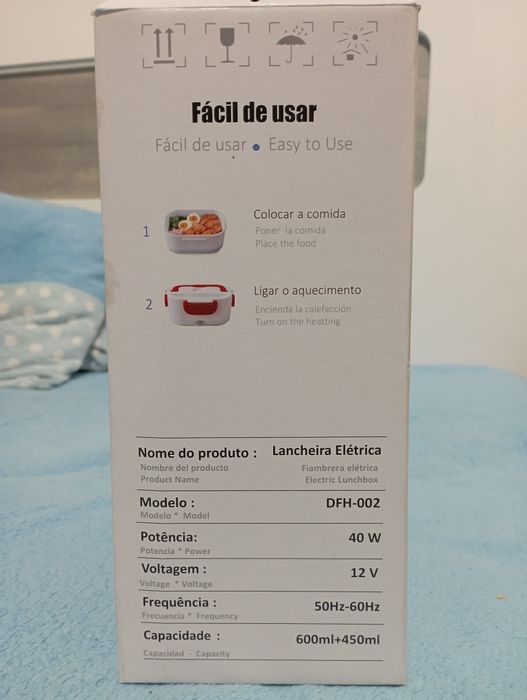 Fácil de usar
Fácil de usar • Easy to Use
1
Colocar a comida
Poner la comida
Place the food
2
Ligar o aquecimento
Encienda la calefacción
Turn on the heatting
Nome do produto : Lancheira Elétrica
Nombre del producto Fiambrera elétrica
Product Name Electric Lunchbox
Modelo : DFH-002
Modelo * Model
Potência: 40 W
Potencia * Power
Voltagem : 12 V
Voltage * Voltage
Frequência : 50Hz-60Hz
Frecuencia * Frequency
Capacidade : 600ml+450ml
Capacidad - Capacity